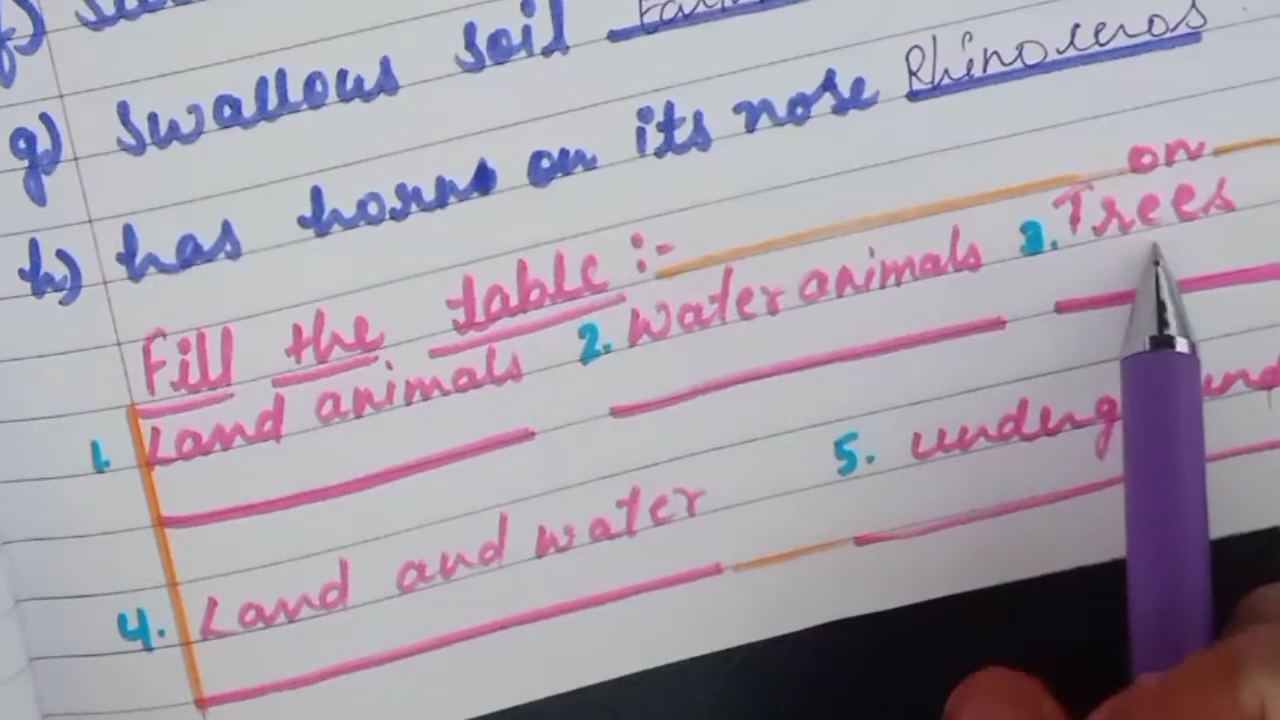 g) Swallows soil
h) has horns on its nose Rhinoceros
Fill the table :-
on
1. Land animals 2. Water animals 3. Trees
4. Land and water 5.